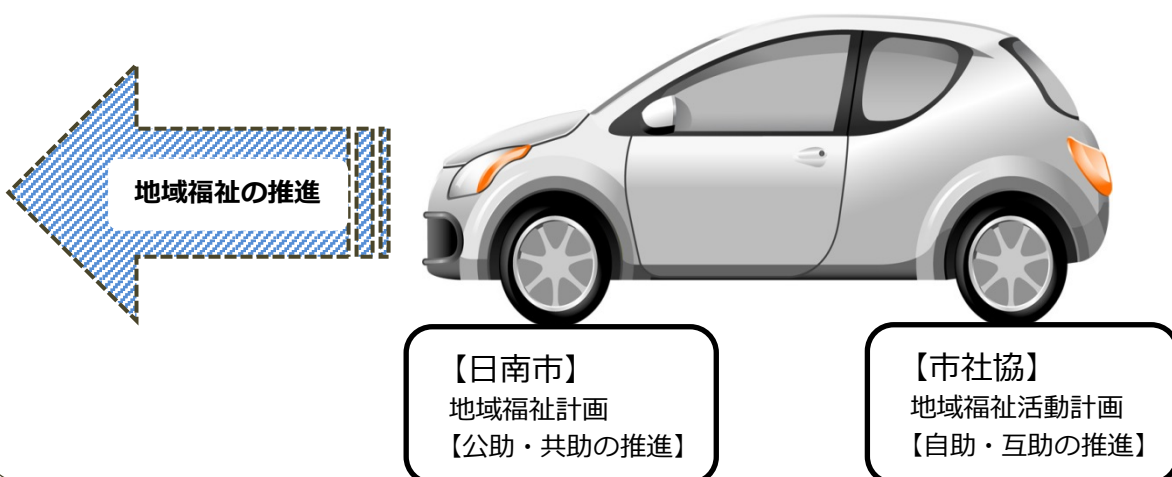 地域福祉の推進
【日南市】
地域福祉計画
【公助・共助の推進】
【市社協】
地域福祉活動計画
【自助・互助の推進】